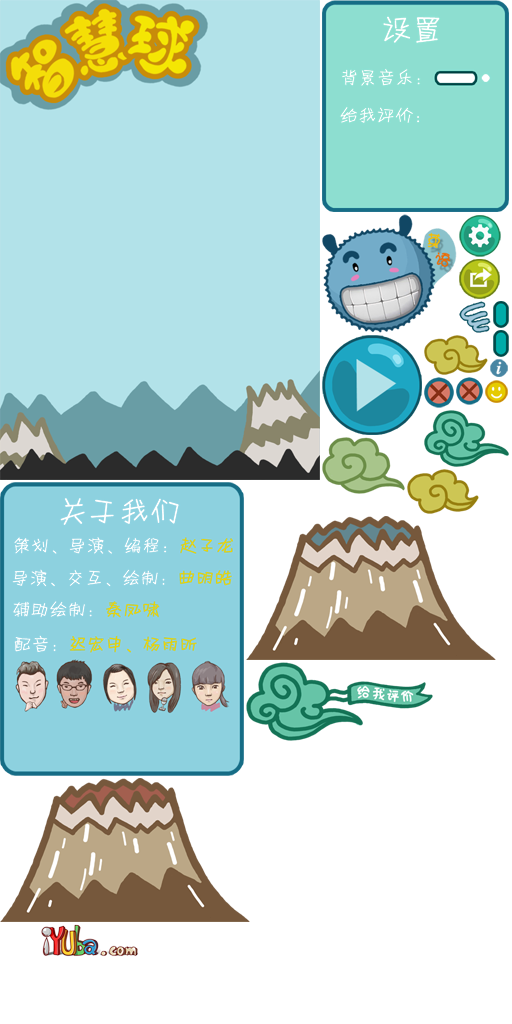 智慧球
设置
背景音乐：
给我评价：
i
关于我们
策划、导演、编程：
导演、交互、绘制：
辅助绘制：
配音：
给我评价
iYuba.com